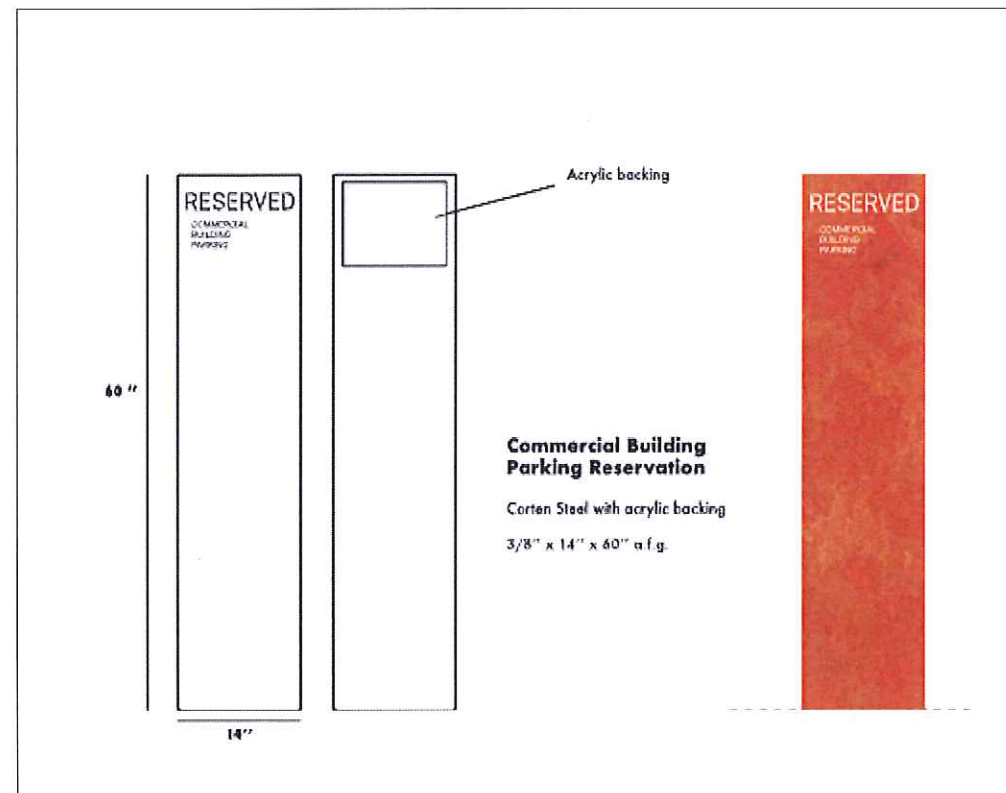 RESERVED
COMMERCIAL
BUILDING
PARKING
Acrylic backing
RESERVED
COMMERCIAL
BUILDING
PARKING
60 ″
Commercial Building
Parking Reservation
Corten Steel with acrylic backing
3/8″ x 14″ x 60″ a.f.g.
14″